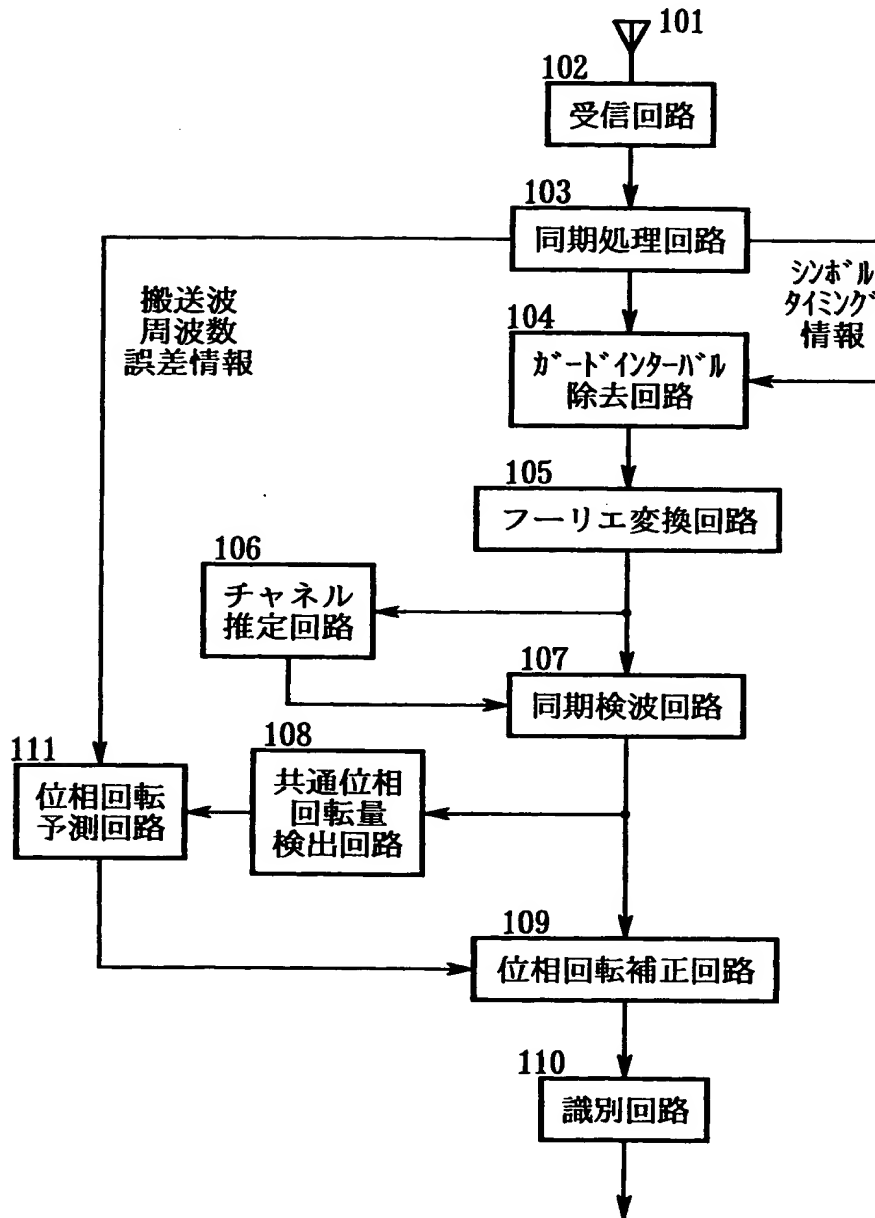 101
102
受信回路
103
同期処理回路
シンボル
タイミング
情報
搬送波
周波数
誤差情報
104
ガードインターバル
除去回路
105
フーリエ変換回路
106
チャネル
推定回路
107
同期検波回路
108
共通位相
回転量
検出回路
111
位相回転
予測回路
109
位相回転補正回路
110
識別回路